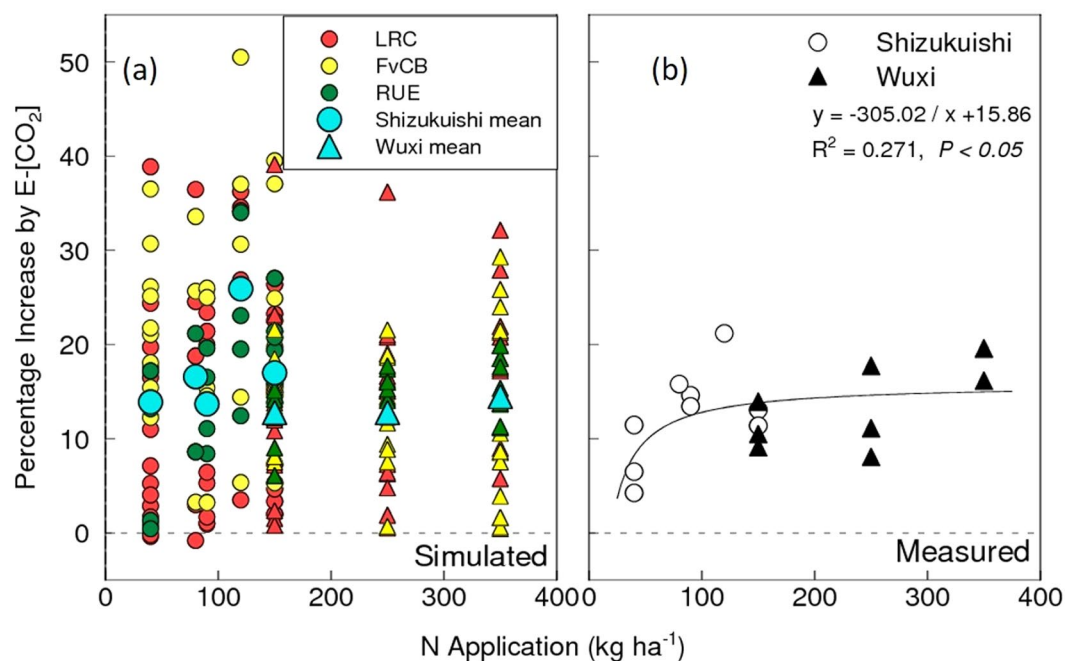 Percentage Increase by E-[CO₂]
50
40
30
20
10
0
(a)
LRC
FvCB
RUE
Shizukuishi mean
Wuxi mean
Simulated
0 100 200 300 400
(b)
Shizukuishi
Wuxi
y = -305.02 / x +15.86
R² = 0.271, P < 0.05
Measured
0 100 200 300 400
N Application (kg ha⁻¹)